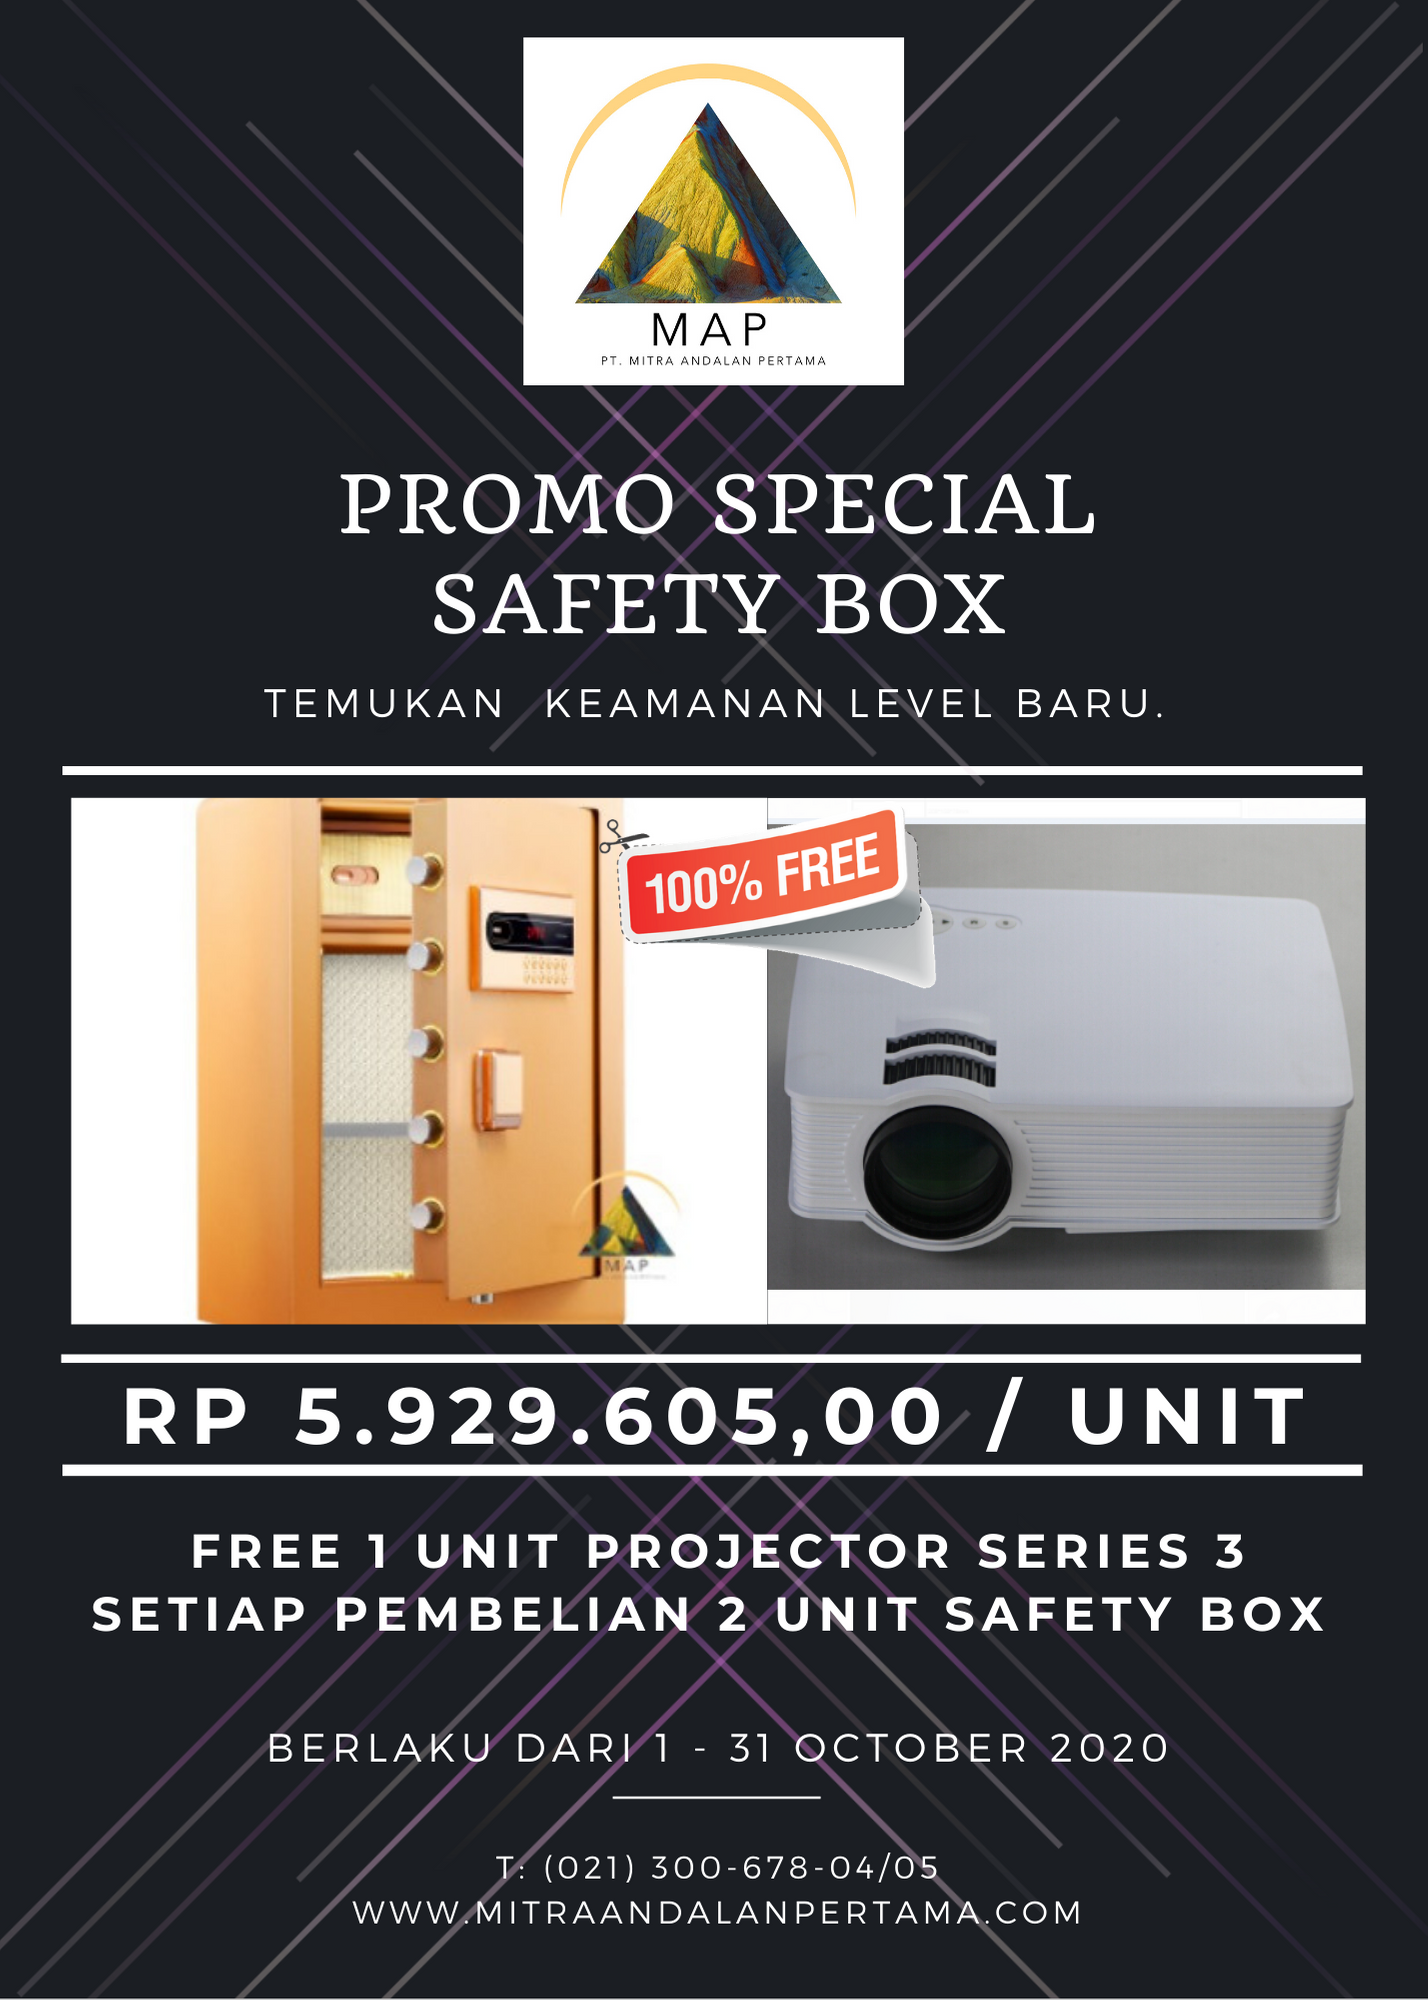 MAP
PT. MITRA ANDALAN PERTAMA
PROMO SPECIAL
SAFETY BOX
TEMUKAN KEAMANAN LEVEL BARU.
100% FREE
MAP
RP 5.929.605,00 / UNIT
FREE 1 UNIT PROJECTOR SERIES 3
SETIAP PEMBELIAN 2 UNIT SAFETY BOX
BERLAKU DARI 1 - 31 OCTOBER 2020
T: (021) 300-678-04/05
WWW.MITRAANDALANPERTAMA.COM